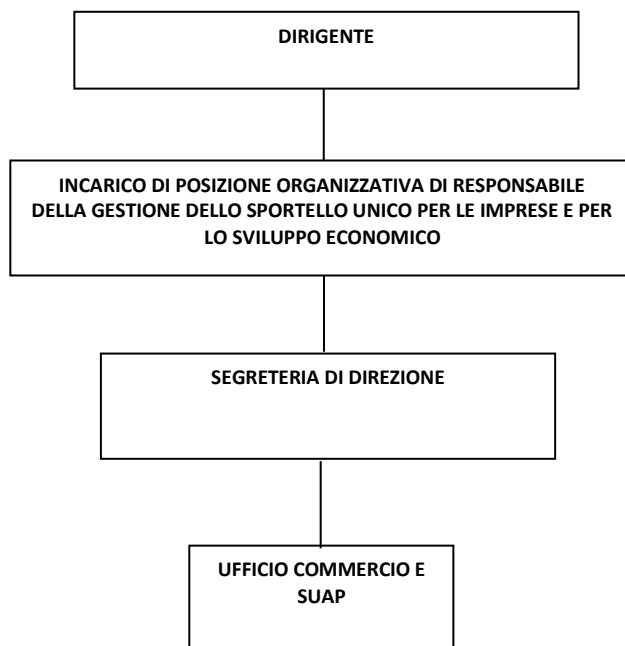 DIRIGENTE
INCARICO DI POSIZIONE ORGANIZZATIVA DI RESPONSABILE
DELLA GESTIONE DELLO SPORTELLO UNICO PER LE IMPRESE E PER
LO SVILUPPO ECONOMICO
SEGRETERIA DI DIREZIONE
UFFICIO COMMERCIO E
SUAP